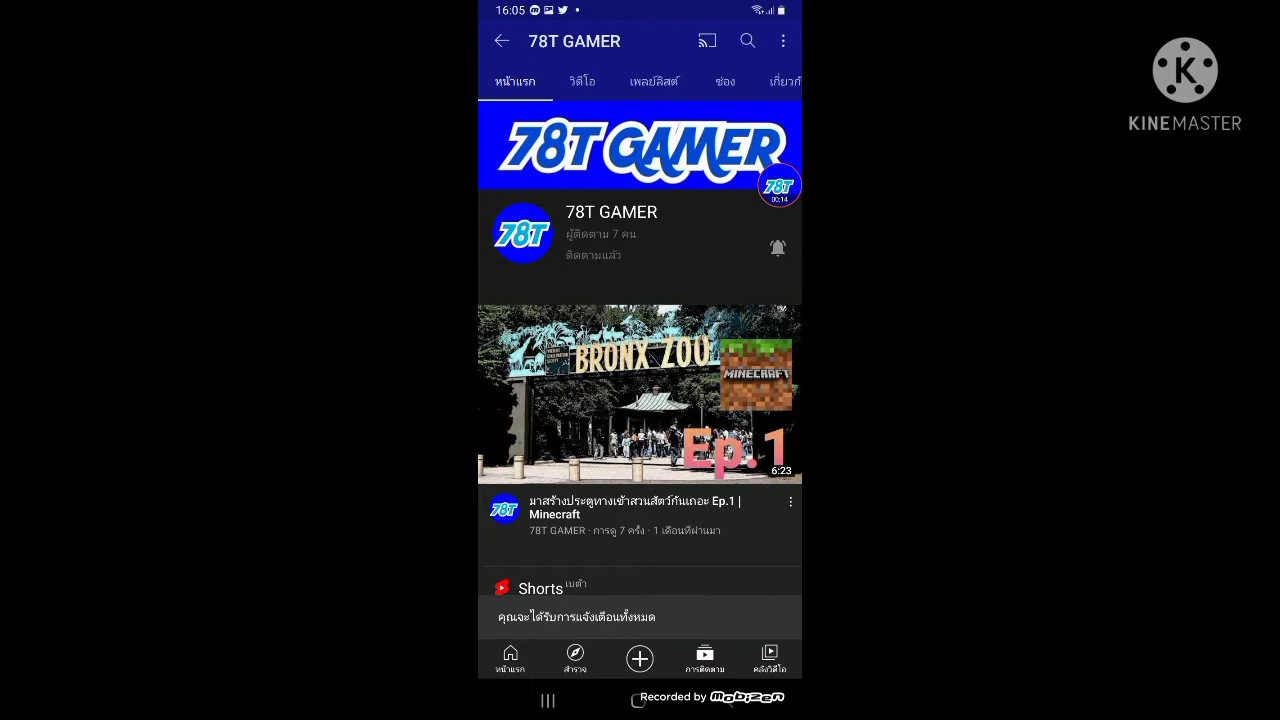 16:05
78T GAMER
หน้าแรก วิดีโอ เพลย์ลิสต์ ช่อง เกี่ยวกั
78T GAMER
78T
00:14
78T
78T GAMER
ผู้ติดตาม 7 คน
ติดตามแล้ว
BRONX ZOO
MINECRAFT
Ep.1
6:23
78T
มาสร้างประตูทางเข้าสวนสัตว์กันเถอะ Ep.1 |
Minecraft
78T GAMER · การดู 7 ครั้ง · 1 เดือนที่ผ่านมา
Shorts เบต้า
คุณจะได้รับการแจ้งเตือนทั้งหมด
หน้าแรก สำรวจ การติดตาม คลังวิดีโอ
Recorded by mobizen
K
KINEMASTER